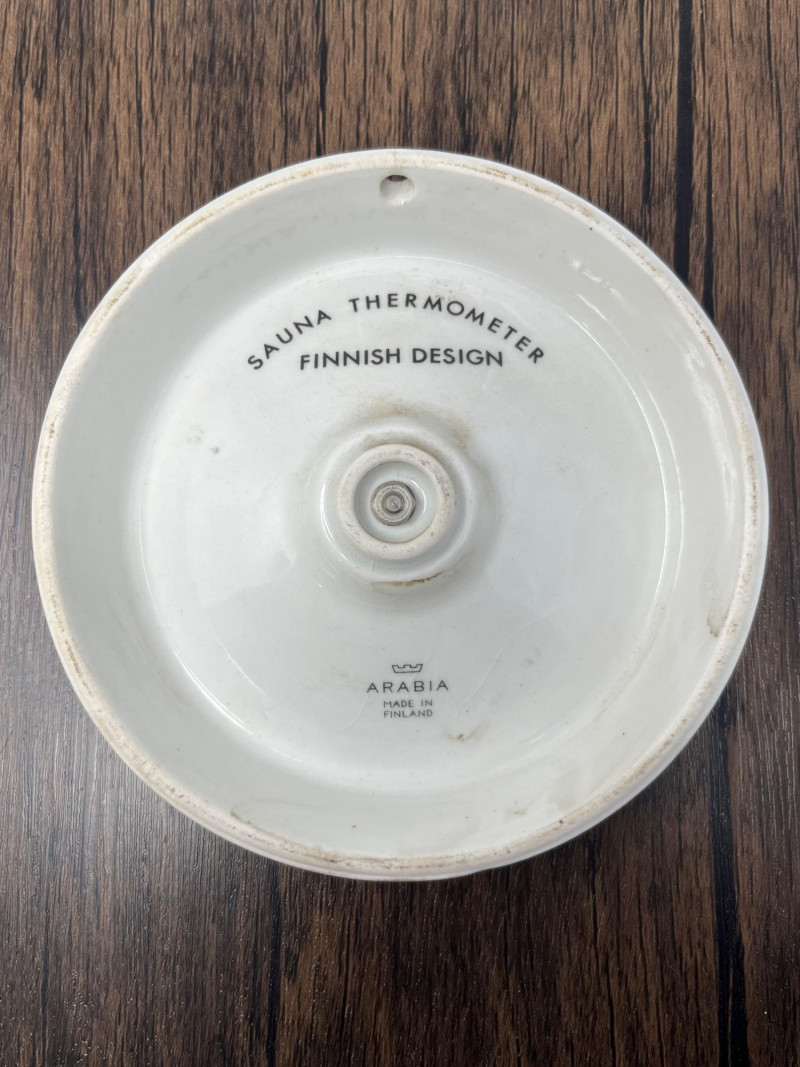 SAUNA THERMOMETER
FINNISH DESIGN
ARABIA
MADE IN
FINLAND